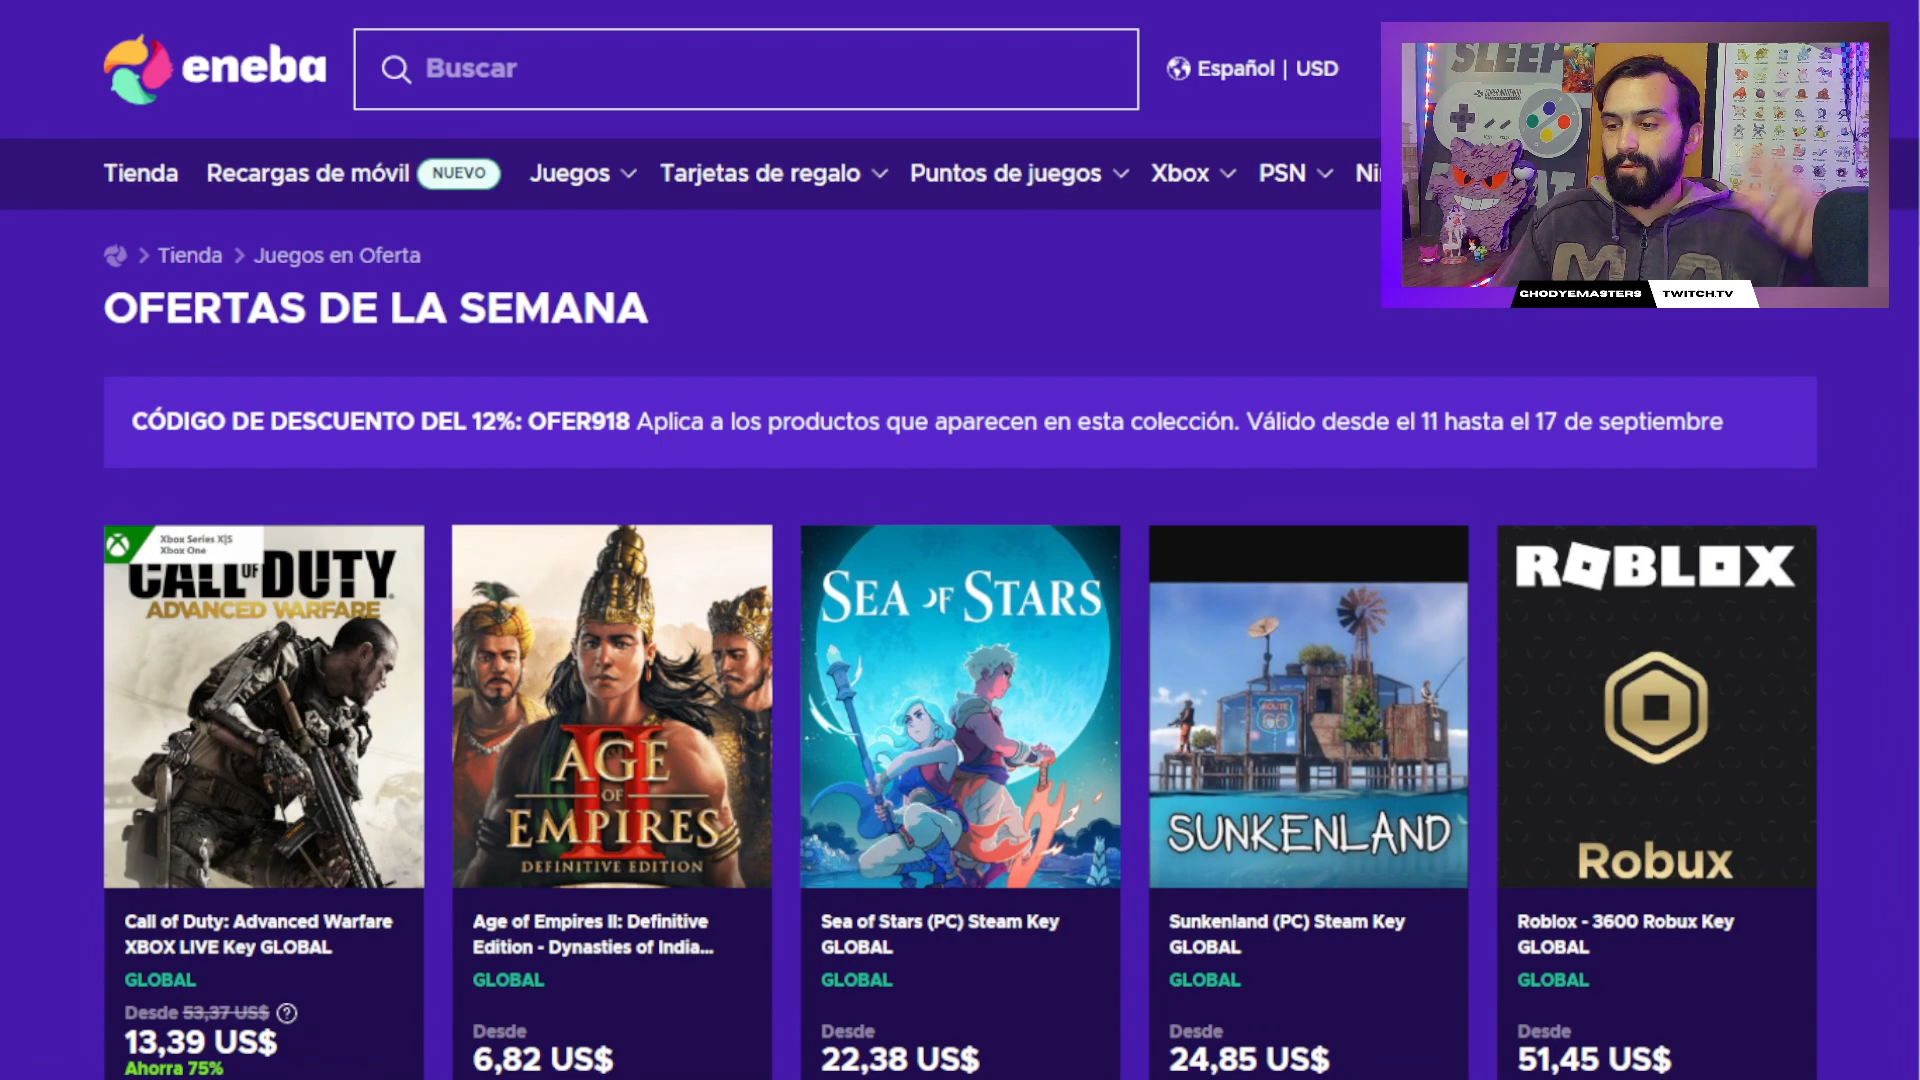 eneba
Buscar
Español | USD
SLEEP
SUPER NINTENDO
Tienda
Recargas de móvil
NUEVO
Juegos
Tarjetas de regalo
Puntos de juegos
Xbox
PSN
Ni
GHODYEMASTERS
TWITCH.TV
Tienda
Juegos en Oferta
OFERTAS DE LA SEMANA
CÓDIGO DE DESCUENTO DEL 12%: OFER918 Aplica a los productos que aparecen en esta colección. Válido desde el 11 hasta el 17 de septiembre
Xbox Series X|S
Xbox One
CALL OF DUTY
ADVANCED WARFARE
AGE
OF
EMPIRES
II
DEFINITIVE EDITION
SEA OF STARS
ROUTE
66
SUNKENLAND
ROBLOX
Robux
Call of Duty: Advanced Warfare
XBOX LIVE Key GLOBAL
GLOBAL
Desde 53,37 US$
13,39 US$
Ahorra 75%
Age of Empires II: Definitive
Edition - Dynasties of India...
GLOBAL
Desde
6,82 US$
Sea of Stars (PC) Steam Key
GLOBAL
GLOBAL
Desde
22,38 US$
Sunkenland (PC) Steam Key
GLOBAL
GLOBAL
Desde
24,85 US$
Roblox - 3600 Robux Key
GLOBAL
GLOBAL
Desde
51,45 US$